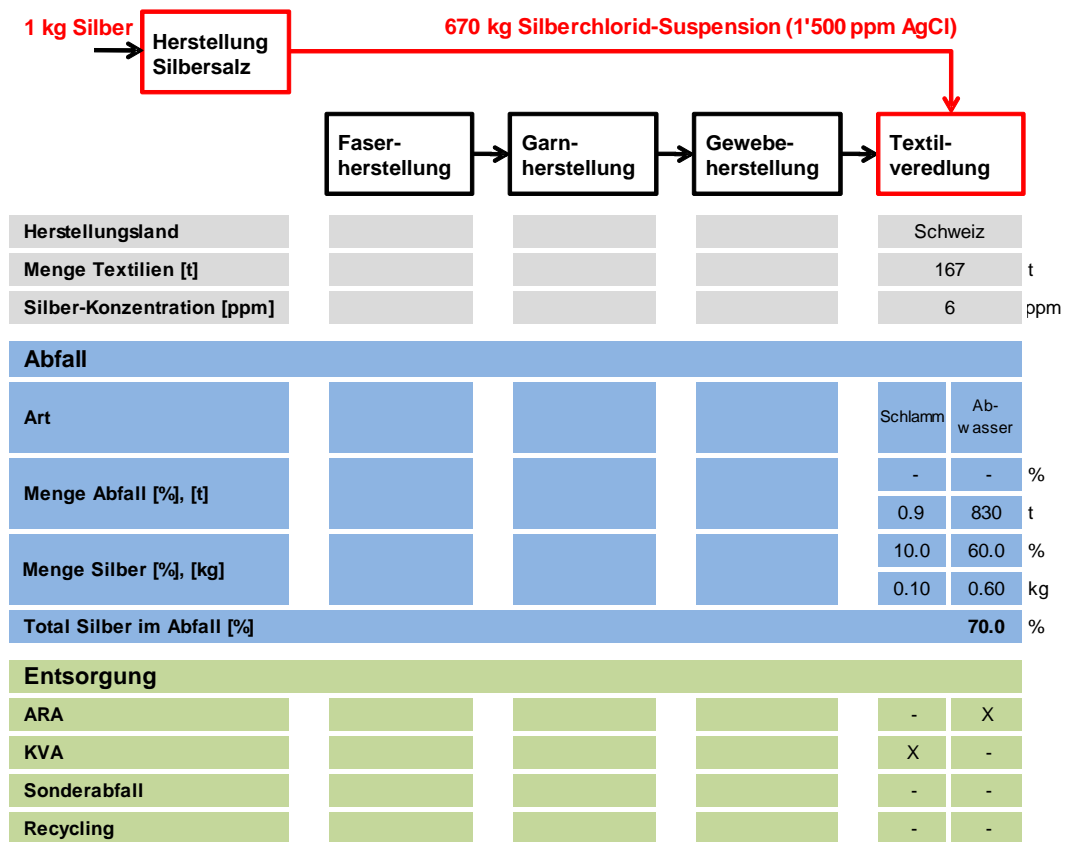 1 kg Silber
670 kg Silberchlorid-Suspension (1'500 ppm AgCl)
Herstellung
Silbersalz
Faser-
herstellung
Garn-
herstellung
Gewebe-
herstellung
Textil-
veredlung
Herstellungsland
Schweiz
Menge Textilien [t]
167 t
Silber-Konzentration [ppm]
6 ppm
Abfall
Art
Schlamm
Ab-
wasser
Menge Abfall [%], [t]
- - %
0.9 830 t
Menge Silber [%], [kg]
10.0 60.0 %
0.10 0.60 kg
Total Silber im Abfall [%] 70.0 %
Entsorgung
ARA - X
KVA X -
Sonderabfall - -
Recycling - -